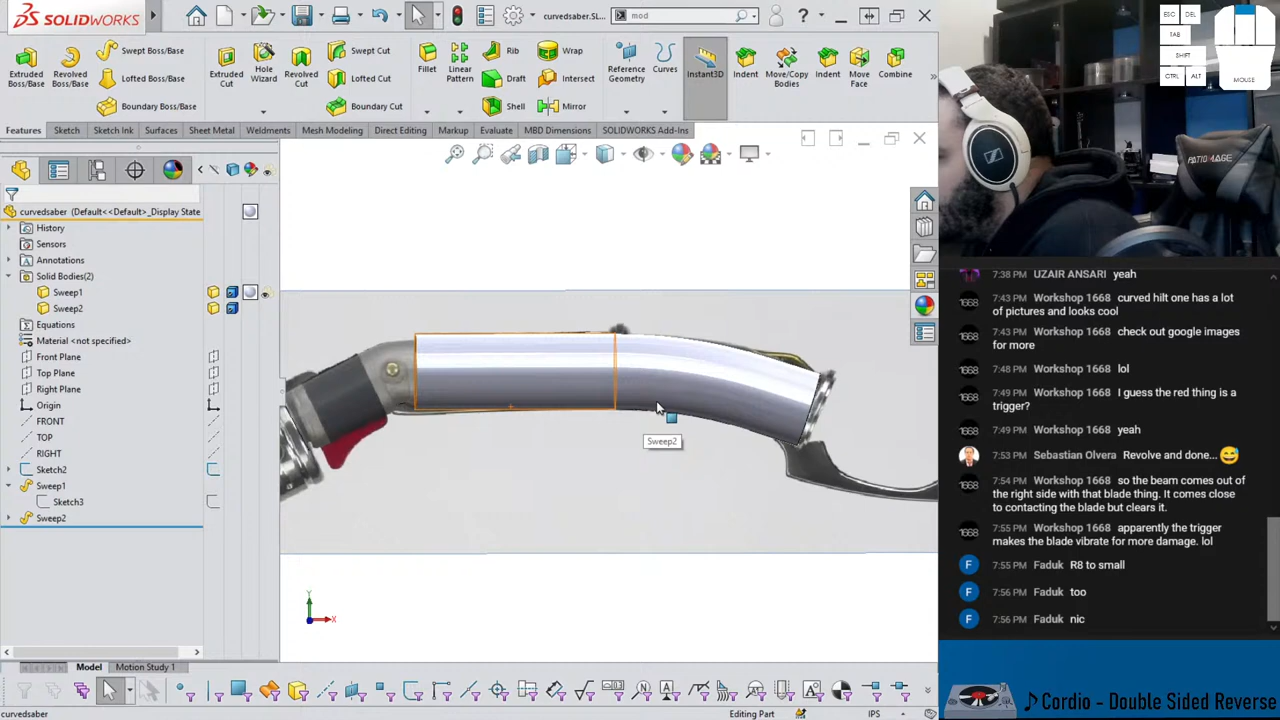 SOLIDWORKS
curvedsaber.SL...
mod
Extruded
Boss/Base
Revolved
Boss/Base
Swept Boss/Base
Lofted Boss/Base
Boundary Boss/Base
Extruded
Cut
Hole
Wizard
Revolved
Cut
Swept Cut
Lofted Cut
Boundary Cut
Fillet
Linear
Pattern
Rib
Draft
Shell
Wrap
Intersect
Mirror
Reference
Geometry
Curves
Instant3D
Indent
Move/Copy
Bodies
Indent
Move
Face
Combine
Features
Sketch
Sketch Ink
Surfaces
Sheet Metal
Weldments
Mesh Modeling
Direct Editing
Markup
Evaluate
MBD Dimensions
SOLIDWORKS Add-Ins
curvedsaber (Default<<Default>_Display State
History
Sensors
Annotations
Solid Bodies(2)
Sweep1
Sweep2
Equations
Material <not specified>
Front Plane
Top Plane
Right Plane
Origin
FRONT
TOP
RIGHT
Sketch2
Sweep1
Sketch3
Sweep2
Sweep2
Y
X
Model
Motion Study 1
curvedsaber
Editing Part
IPS
ESC
DEL
TAB
SHIFT
CTRL
ALT
MOUSE
PATIOMAGE
7:38 PM UZAIR ANSARI yeah
7:43 PM Workshop 1668 curved hilt one has a lot
of pictures and looks cool
7:43 PM Workshop 1668 check out google images
for more
7:48 PM Workshop 1668 lol
7:49 PM Workshop 1668 I guess the red thing is a
trigger?
7:49 PM Workshop 1668 yeah
7:53 PM Sebastian Olvera Revolve and done...😅
7:54 PM Workshop 1668 so the beam comes out of
the right side with that blade thing. It comes close
to contacting the blade but clears it.
7:55 PM Workshop 1668 apparently the trigger
makes the blade vibrate for more damage. lol
F 7:55 PM Faduk R8 to small
F 7:56 PM Faduk too
F 7:56 PM Faduk nic
♪ Cordio - Double Sided Reverse